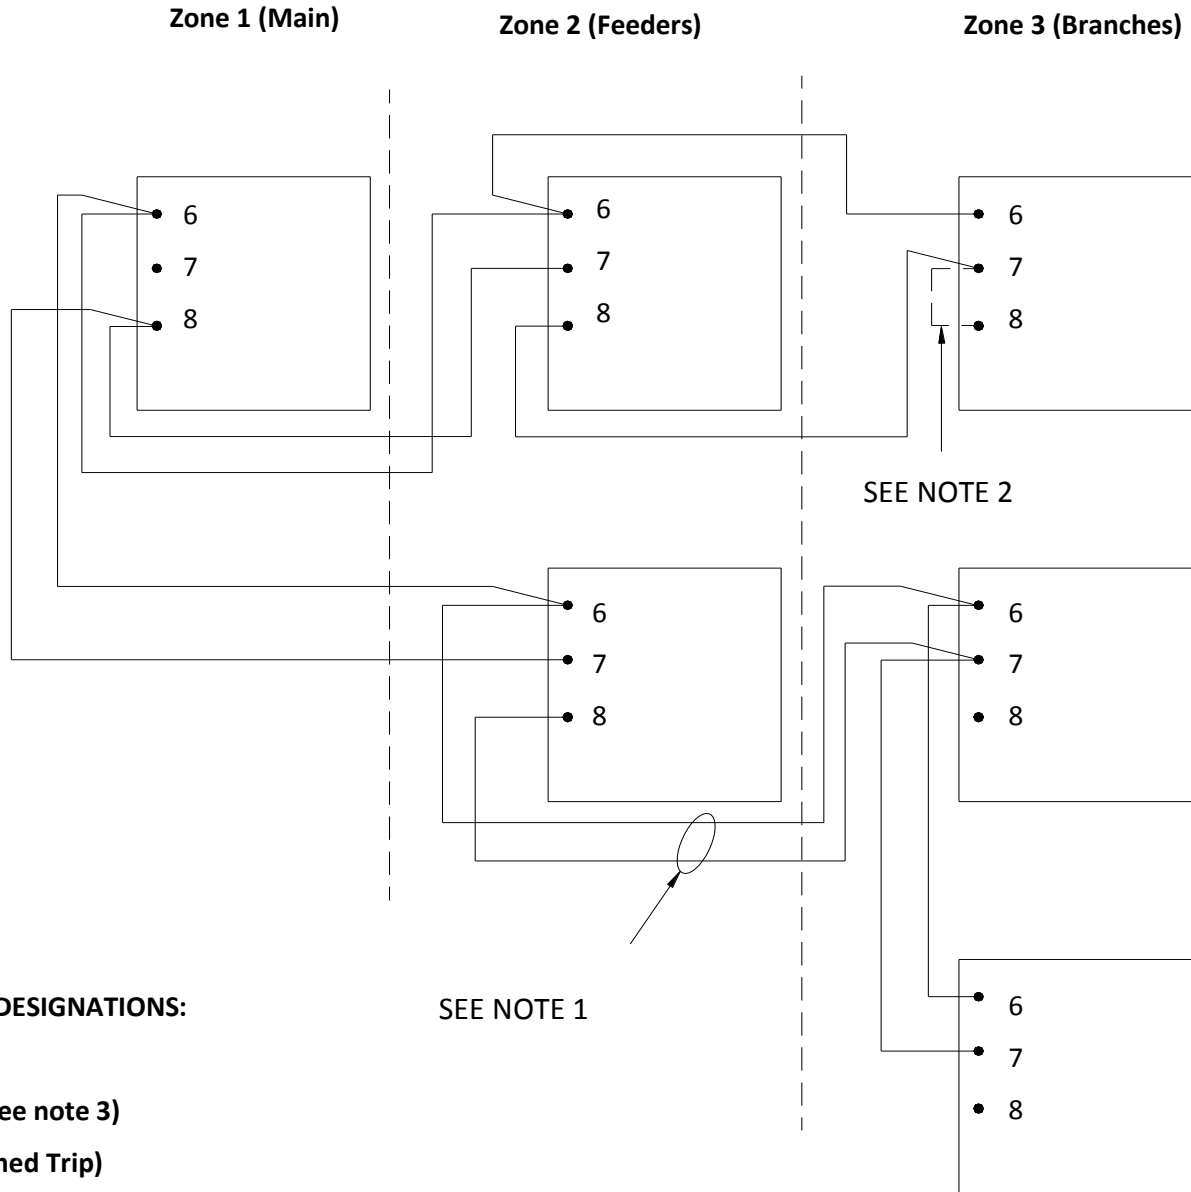 Zone 1 (Main)
Zone 2 (Feeders)
Zone 3 (Branches)
6
7
8
6
7
8
6
7
8
SEE NOTE 2
6
7
8
6
7
8
SEE NOTE 1
6
7
8
DESIGNATIONS:
ee note 3)
ned Trip)